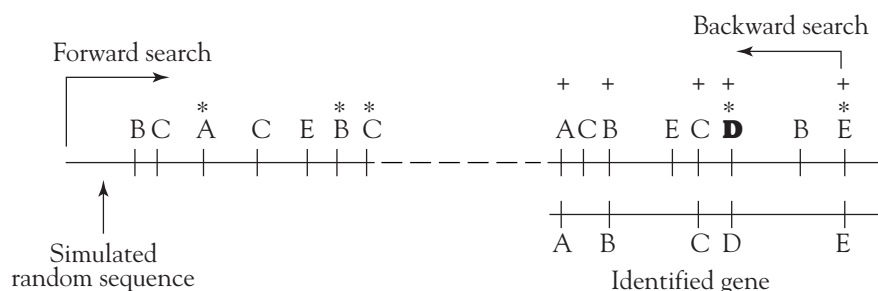 Forward search
Backward search
+ + + + +
* * * * *
B C A C E B C A C B E C D B E
A B C D E
Simulated
random sequence
Identified gene